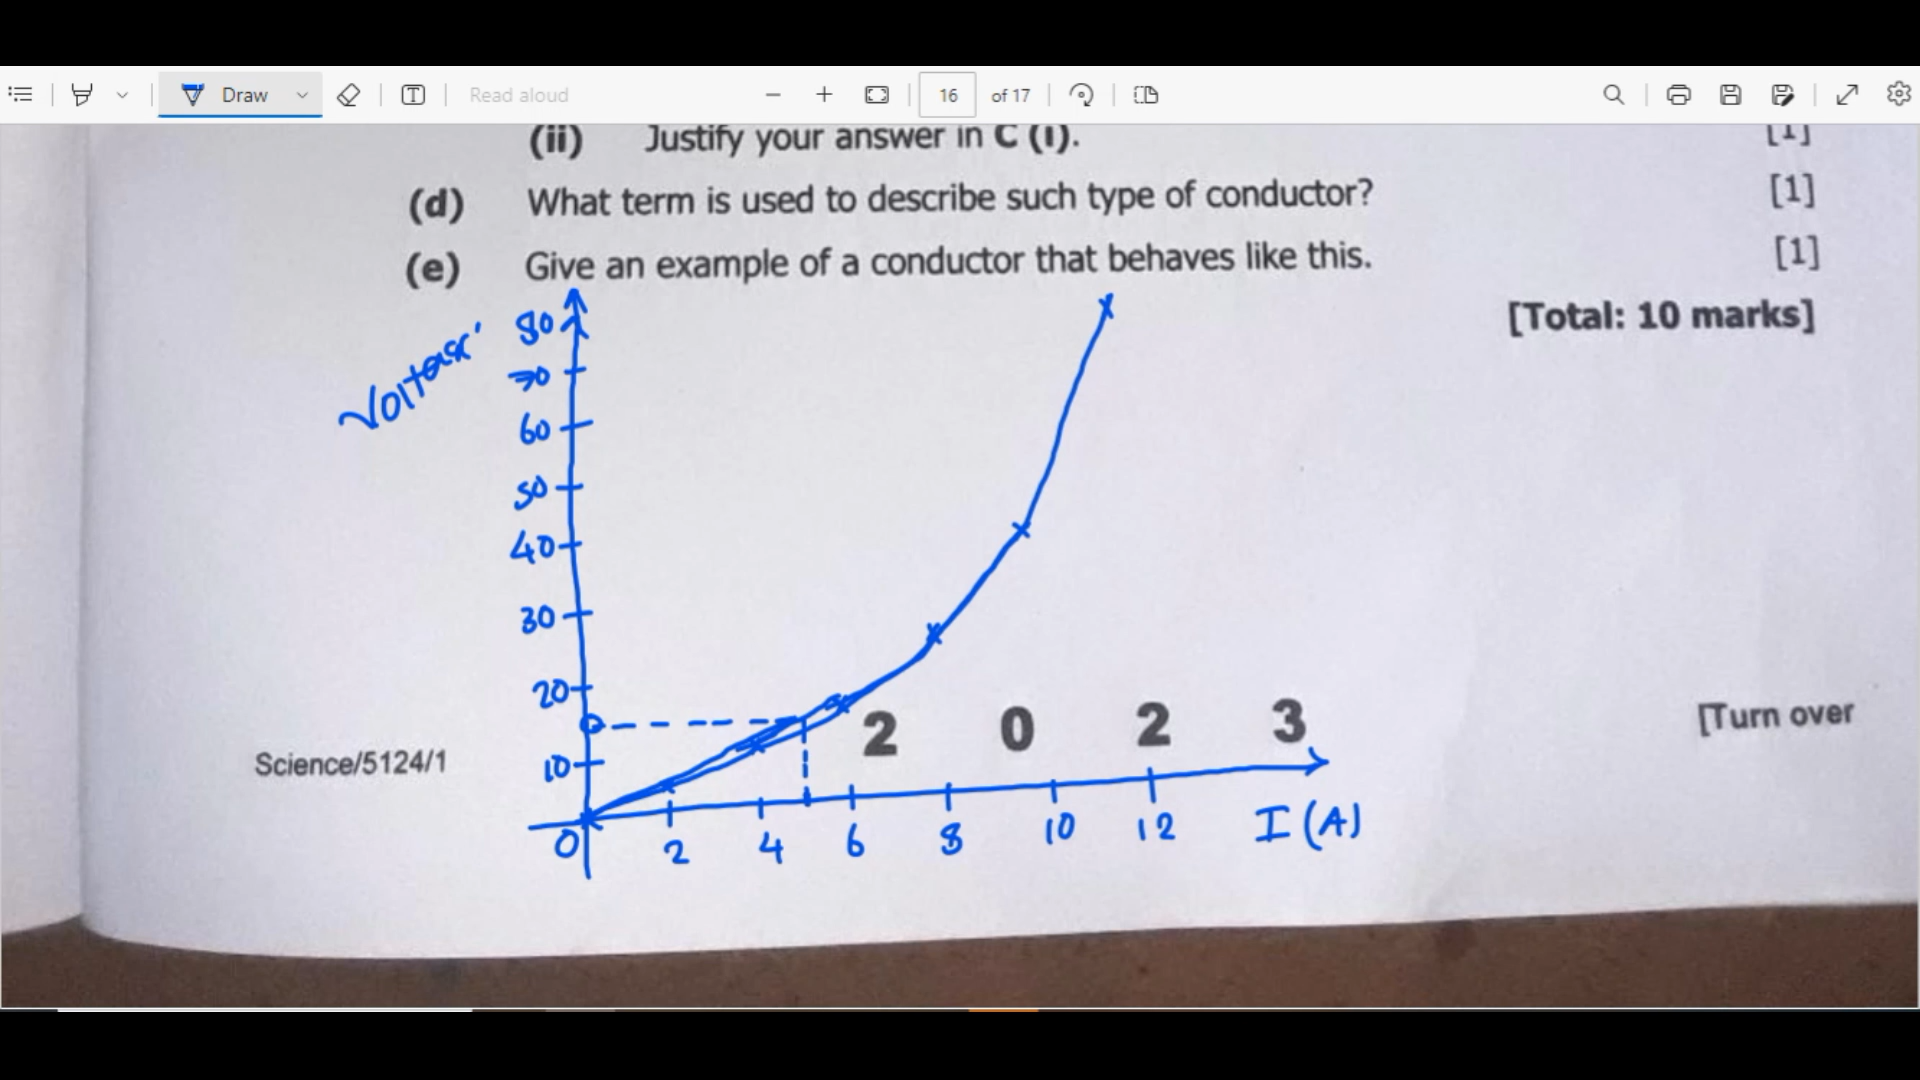 Draw
Read aloud
16 of 17
(ii) Justify your answer in C (i). [1]
(d) What term is used to describe such type of conductor? [1]
(e) Give an example of a conductor that behaves like this. [1]
[Total: 10 marks]
80
70
60
50
40
30
20
10
0
2 0 2 3
[Turn over
Science/5124/1
2 4 6 8 10 12 I (A)